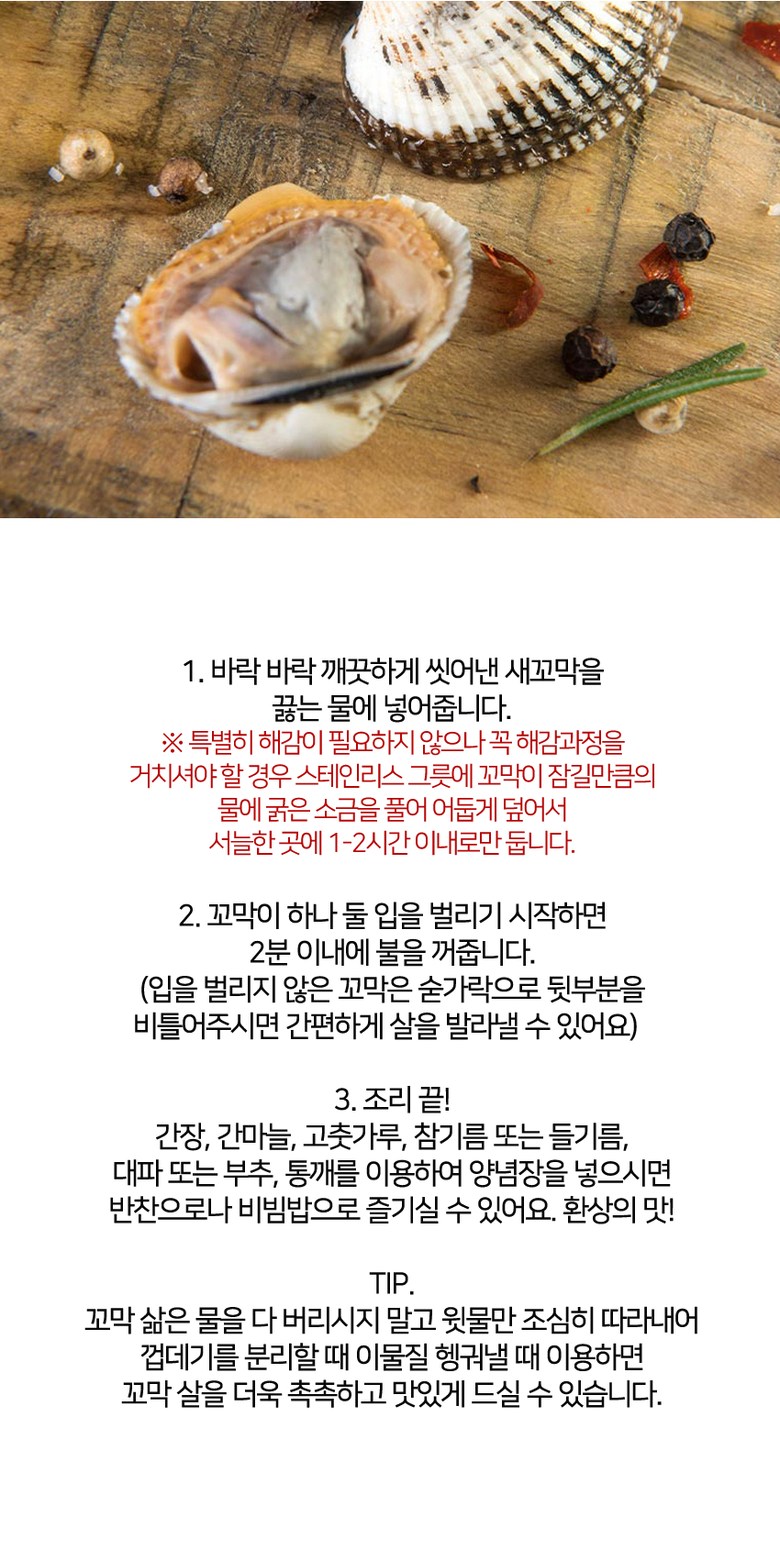 1. 바락 바락 깨끗하게 씻어낸 새꼬막을
끓는 물에 넣어줍니다.
※ 특별히 해감이 필요하지 않으나 꼭 해감과정을
거치셔야 할 경우 스테인리스 그릇에 꼬막이 잠길만큼의
물에 굵은 소금을 풀어 어둡게 덮어서
서늘한 곳에 1-2시간 이내로만 둡니다.
2. 꼬막이 하나 둘 입을 벌리기 시작하면
2분 이내에 불을 꺼줍니다.
(입을 벌리지 않은 꼬막은 숟가락으로 뒷부분을
비틀어주시면 간편하게 살을 발라낼 수 있어요)
3. 조리 끝!
간장, 간마늘, 고춧가루, 참기름 또는 들기름,
대파 또는 부추, 통깨를 이용하여 양념장을 넣으시면
반찬으로나 비빔밥으로 즐기실 수 있어요. 환상의 맛!
TIP.
꼬막 삶은 물을 다 버리시지 말고 윗물만 조심히 따라내어
껍데기를 분리할 때 이물질 헹궈낼 때 이용하면
꼬막 살을 더욱 촉촉하고 맛있게 드실 수 있습니다.